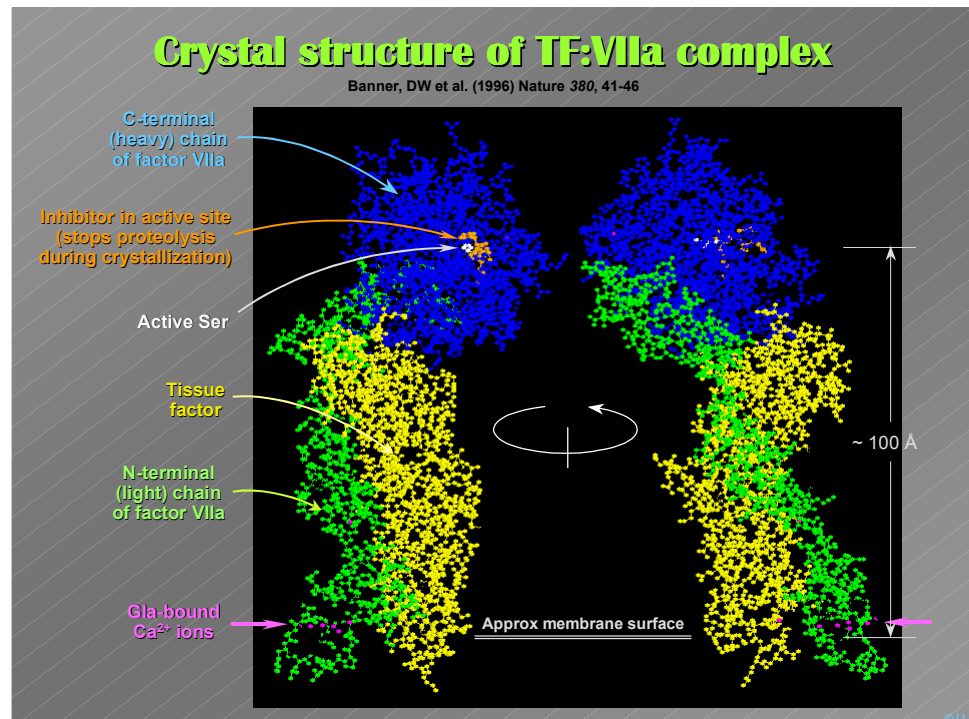 Crystal structure of TF:VIIa complex
Banner, DW et al. (1996) Nature 380, 41-46
C-terminal
(heavy) chain
of factor VIIa
Inhibitor in active site
(stops proteolysis
during crystallization)
Active Ser
Tissue
factor
N-terminal
(light) chain
of factor VIIa
Gla-bound
Ca²⁺ ions
~ 100 Å
Approx membrane surface